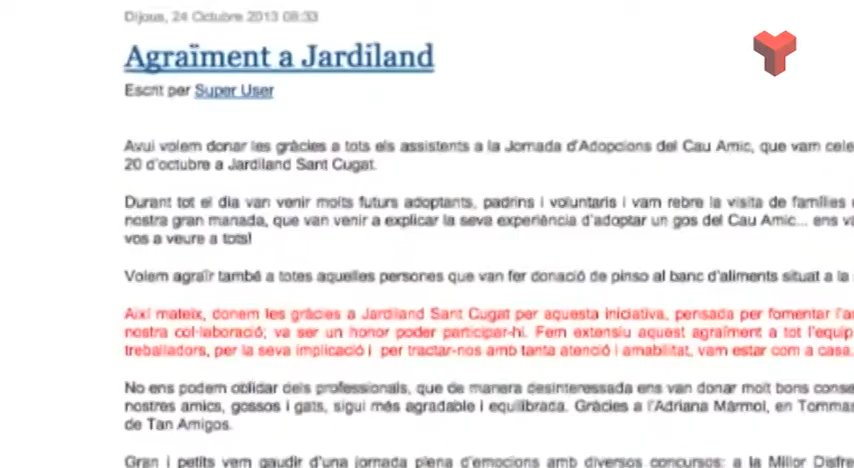 Dijous, 24 Octubre 2013 08:33
Agraïment a Jardiland
Escrit per Super User
Avui volem donar les gràcies a tots els assistents a la Jornada d'Adopcions del Cau Amic, que vam cele
20 d'octubre a Jardiland Sant Cugat.
Durant tot el dia van venir molts futurs adoptants, padrins i voluntaris i vam rebre la visita de famílies
nostra gran manada, que van venir a explicar la seva experiència d'adoptar un gos del Cau Amic... ens va
vos a veure a tots!
Volem agraïr també a totes aquelles persones que van fer donació de pinso al banc d'aliments situat a la
Així mateix, donem les gràcies a Jardiland Sant Cugat per aquesta iniciativa, pensada per fomentar l'a
nostra col·laboració; va ser un honor poder participar-hi. Fem extensiu aquest agraïment a tot l'equip
treballadors, per la seva implicació i per tractar-nos amb tanta atenció i amabilitat, vam estar com a casa.
No ens podem oblidar dels professionals, que de manera desinteressada ens van donar molt bons conse
nostres amics, gossos i gats, sigui més agradable i equilibrada. Gràcies a l'Adriana Mármol, en Tommas
de Tan Amigos.
Gran i petits vem gaudir d'una jornada plena d'emocions amb diversos concursos: a la Millor Disfre